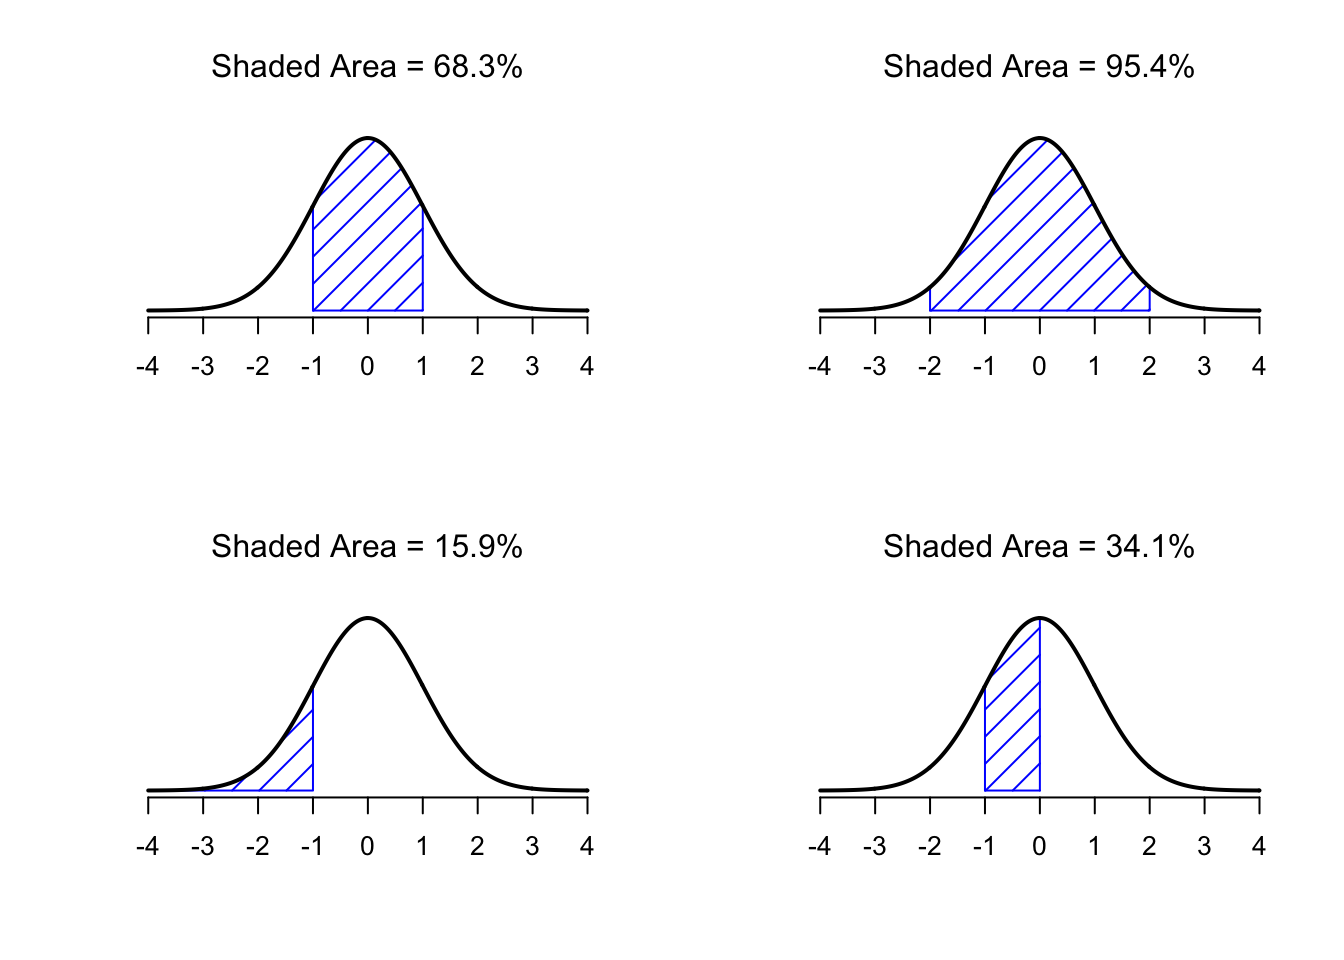 Shaded Area = 68.3%
-4 -3 -2 -1 0 1 2 3 4
Shaded Area = 95.4%
-4 -3 -2 -1 0 1 2 3 4
Shaded Area = 15.9%
-4 -3 -2 -1 0 1 2 3 4
Shaded Area = 34.1%
-4 -3 -2 -1 0 1 2 3 4